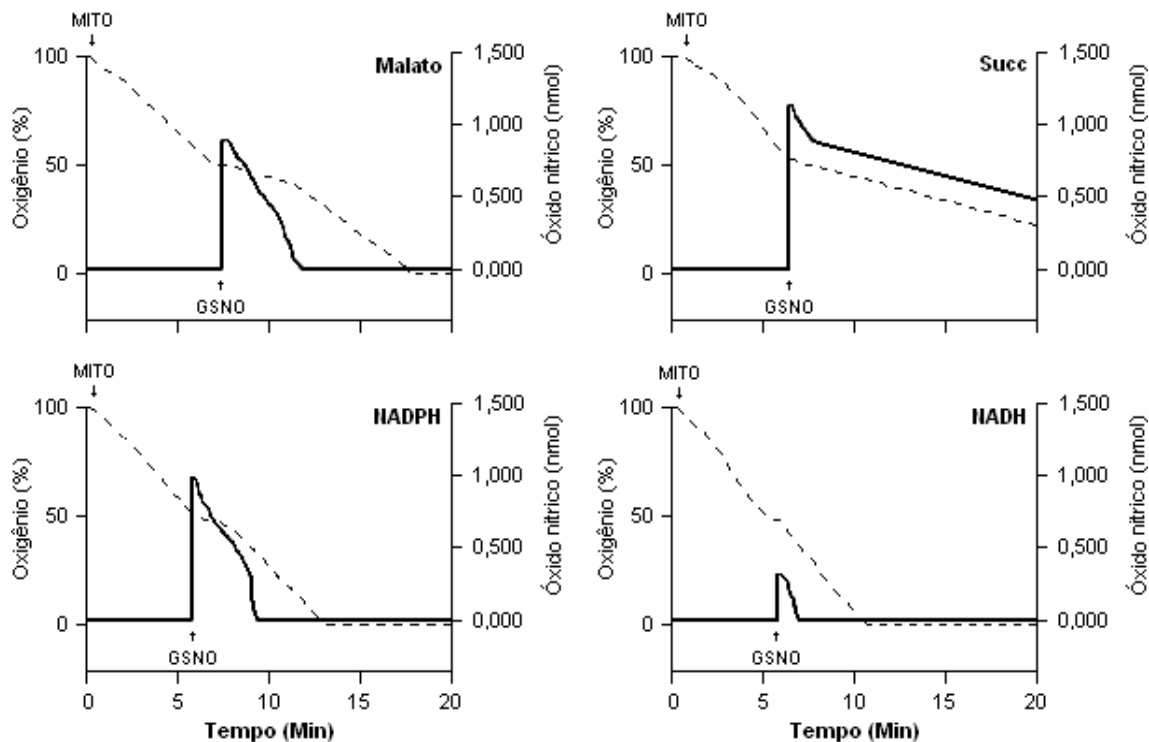 MITO
Malato
100
50
0
Oxigênio (%)
1,500
1,000
0,500
0,000
Óxido nítrico (nmol)
GSNO
MITO
Succ
100
50
0
Oxigênio (%)
1,500
1,000
0,500
0,000
Óxido nítrico (nmol)
GSNO
MITO
NADPH
100
50
0
Oxigênio (%)
1,500
1,000
0,500
0,000
Óxido nítrico (nmol)
GSNO
0 5 10 15 20
Tempo (Min)
MITO
NADH
100
50
0
Oxigênio (%)
1,500
1,000
0,500
0,000
Óxido nítrico (nmol)
GSNO
0 5 10 15 20
Tempo (Min)